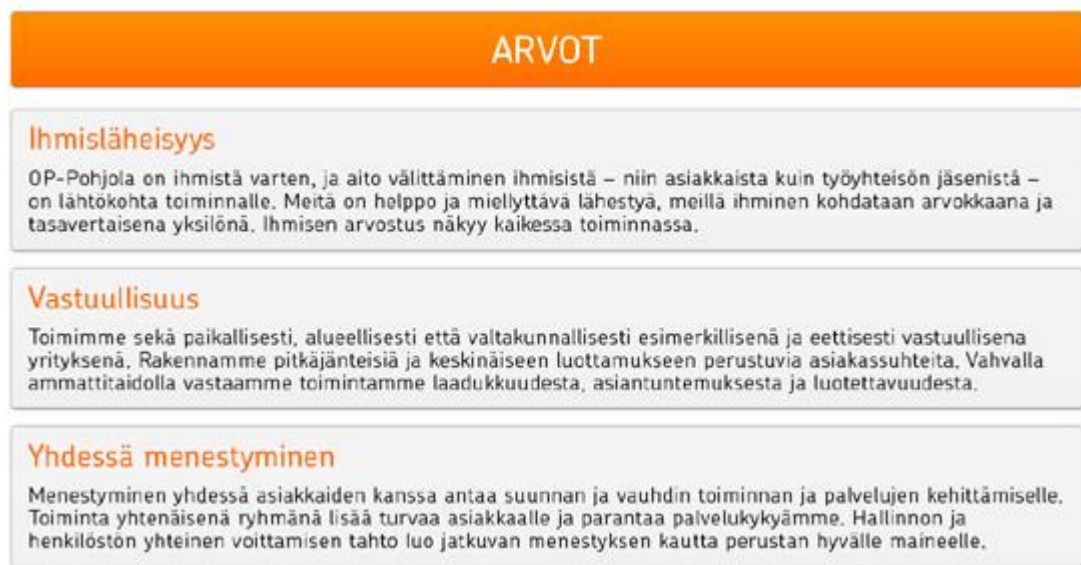 ARVOT
Ihmisläheisyys
OP-Pohjola on ihmistä varten, ja aito välittäminen ihmisistä – niin asiakkaista kuin työyhteisön jäsenistä –
on lähtökohta toiminnalle. Meitä on helppo ja miellyttävä lähestyä, meillä ihminen kohdataan arvokkaana ja
tasavertaisena yksilönä. Ihmisen arvostus näkyy kaikessa toiminnassa.
Vastuullisuus
Toimimme sekä paikallisesti, alueellisesti että valtakunnallisesti esimerkillisenä ja eettisesti vastuullisena
yrityksenä. Rakennamme pitkäjänteisiä ja keskinäiseen luottamukseen perustuvia asiakassuhteita. Vahvalla
ammattitaidolla vastaamme toimintamme laadukkuudesta, asiantuntemuksesta ja luotettavuudesta.
Yhdessä menestyminen
Menestyminen yhdessä asiakkaiden kanssa antaa suunnan ja vauhdin toiminnan ja palvelujen kehittämiselle.
Toiminta yhtenäisenä ryhmänä lisää turvaa asiakkaalle ja parantaa palvelukykyämme. Hallinnon ja
henkilöstön yhteinen voittamisen tahto luo jatkuvan menestyksen kautta perustan hyvälle maineelle.